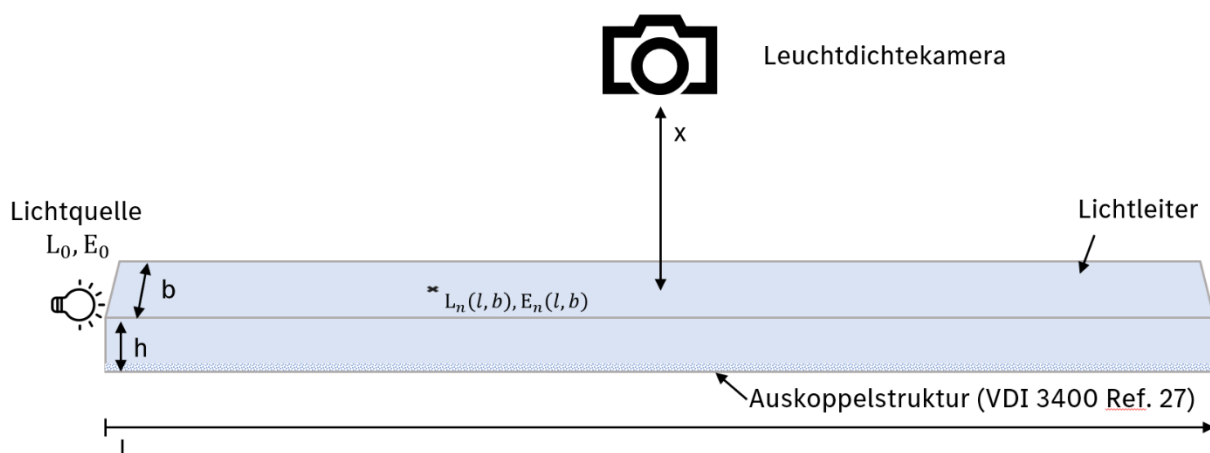 Leuchtdichtekamera
x
Lichtquelle
L₀, E₀
Lichtleiter
b
Lₙ(l, b), Eₙ(l, b)
h
Auskoppelstruktur (VDI 3400 Ref. 27)
l